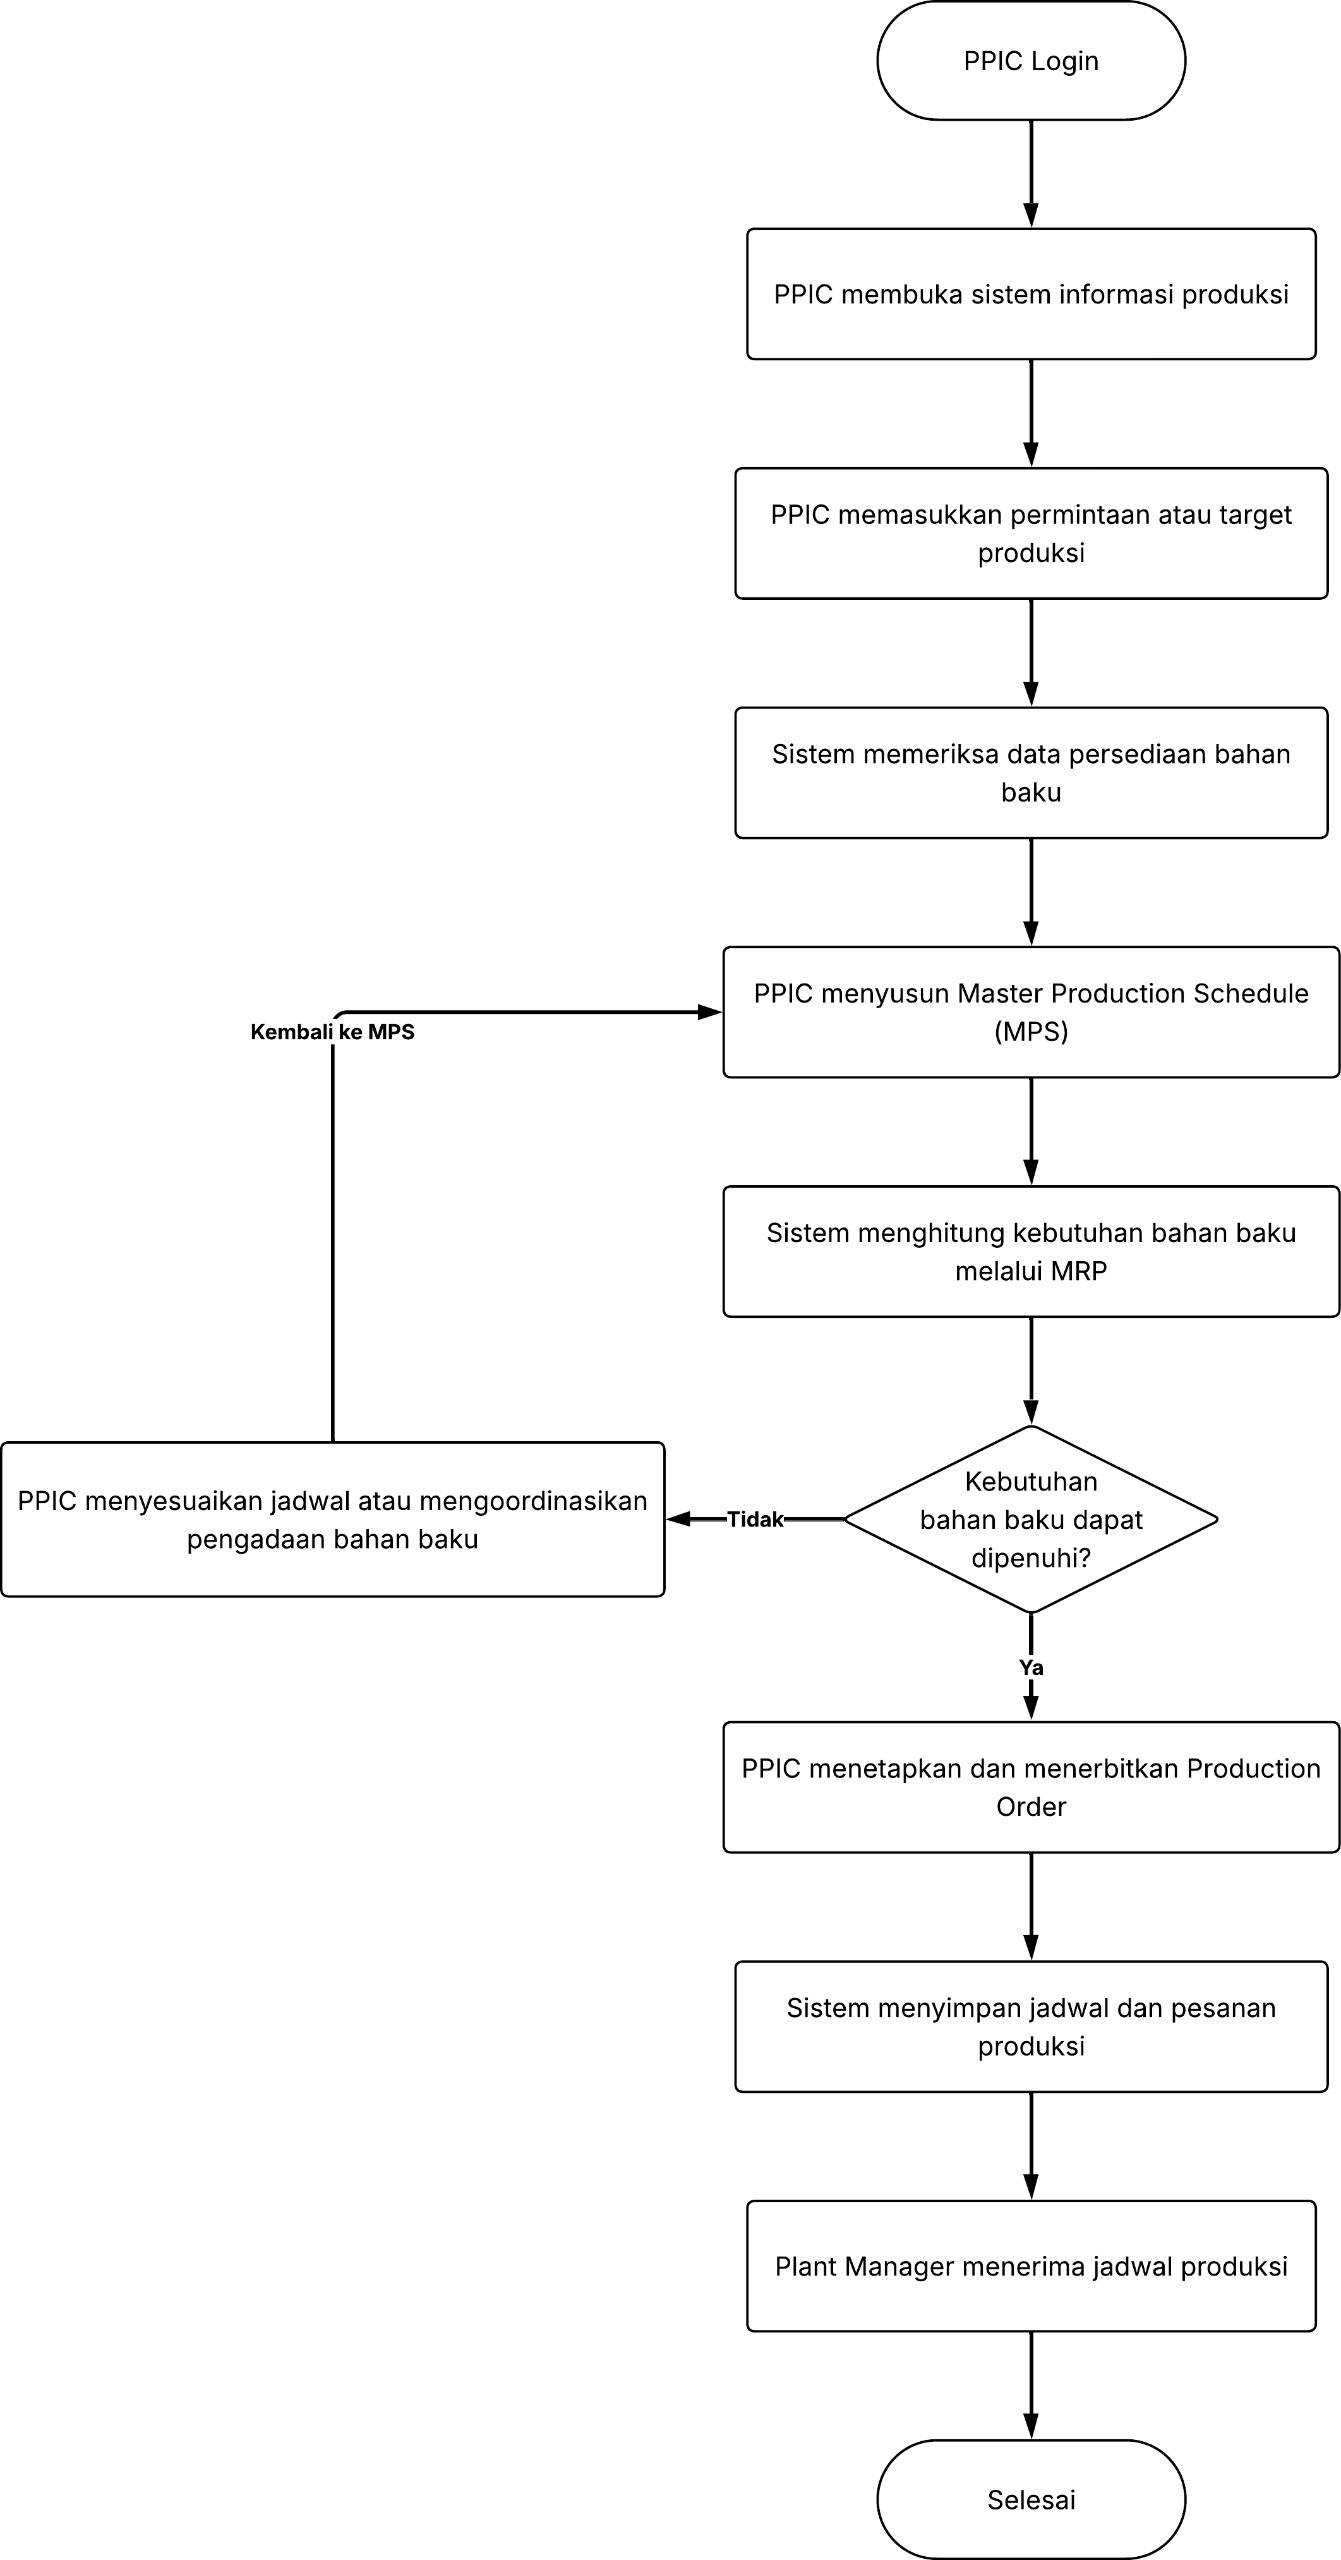 PPIC Login
PPIC membuka sistem informasi produksi
PPIC memasukkan permintaan atau target
produksi
Sistem memeriksa data persediaan bahan
baku
PPIC menyusun Master Production Schedule
(MPS)
Kembali ke MPS
Sistem menghitung kebutuhan bahan baku
melalui MRP
Kebutuhan
bahan baku dapat
dipenuhi?
Tidak
PPIC menyesuaikan jadwal atau mengoordinasikan
pengadaan bahan baku
Ya
PPIC menetapkan dan menerbitkan Production
Order
Sistem menyimpan jadwal dan pesanan
produksi
Plant Manager menerima jadwal produksi
Selesai